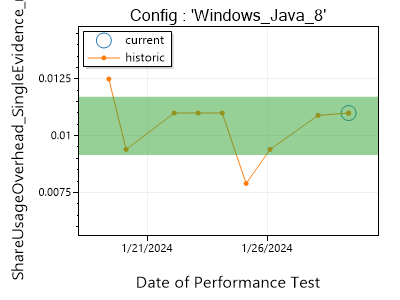 Config : 'Windows_Java_8'
current
historic
0.0125
0.01
0.0075
ShareUsageOverhead_SingleEvidence_
1/21/2024
1/26/2024
Date of Performance Test